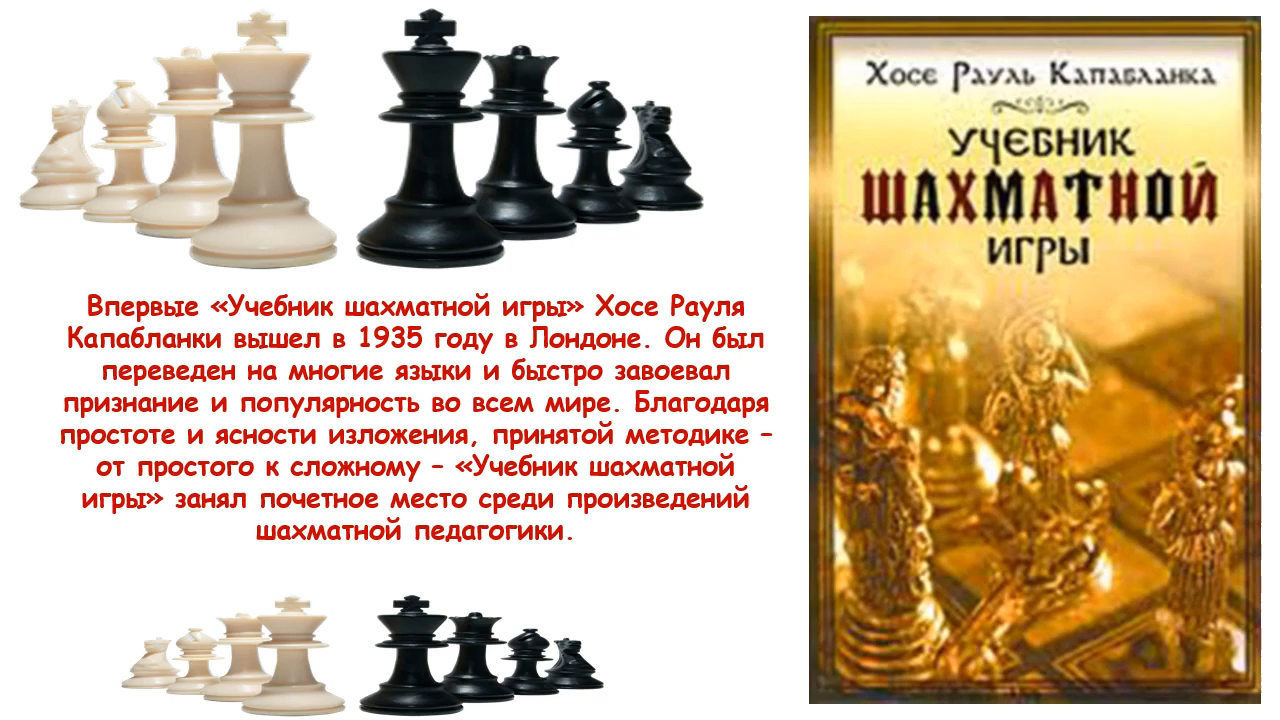 Впервые «Учебник шахматной игры» Хосе Рауля
Капабланки вышел в 1935 году в Лондоне. Он был
переведен на многие языки и быстро завоевал
признание и популярность во всем мире. Благодаря
простоте и ясности изложения, принятой методике –
от простого к сложному – «Учебник шахматной
игры» занял почетное место среди произведений
шахматной педагогики.
Хосе Рауль Капабланка
УЧЕБНИК
ШАХМАТНОЙ
ИГРЫ